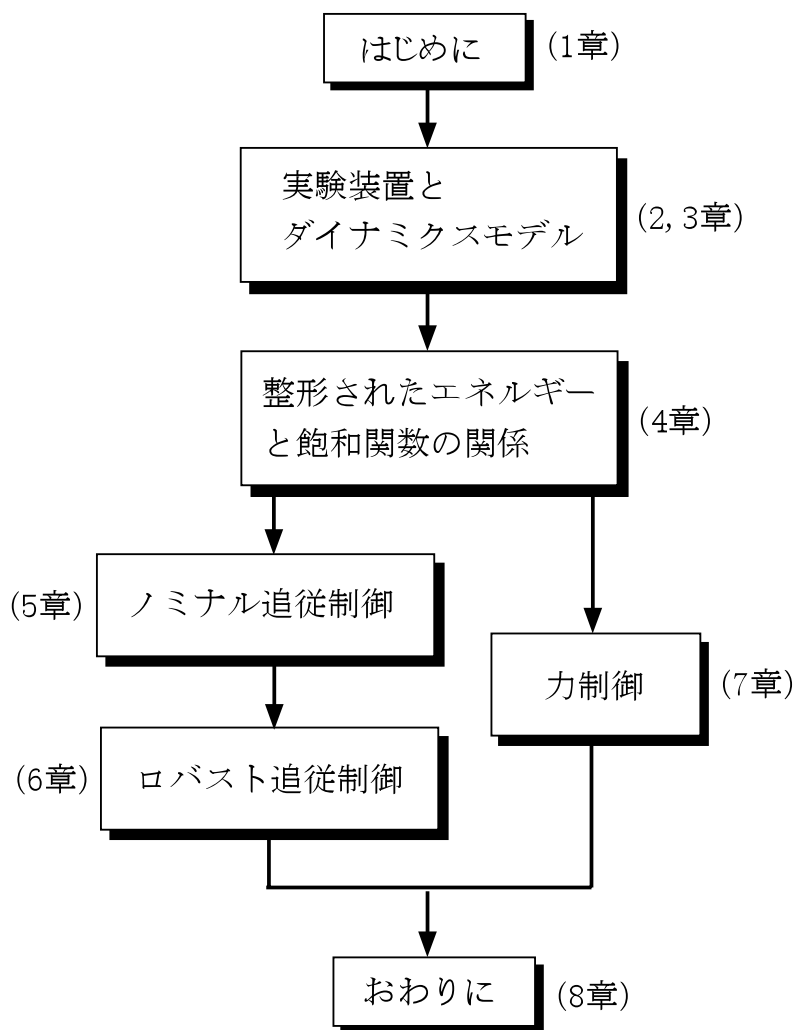 はじめに
(1章)
実験装置と
ダイナミクスモデル
(2, 3章)
整形されたエネルギー
と飽和関数の関係
(4章)
(5章)
ノミナル追従制御
力制御
(7章)
(6章)
ロバスト追従制御
おわりに
(8章)